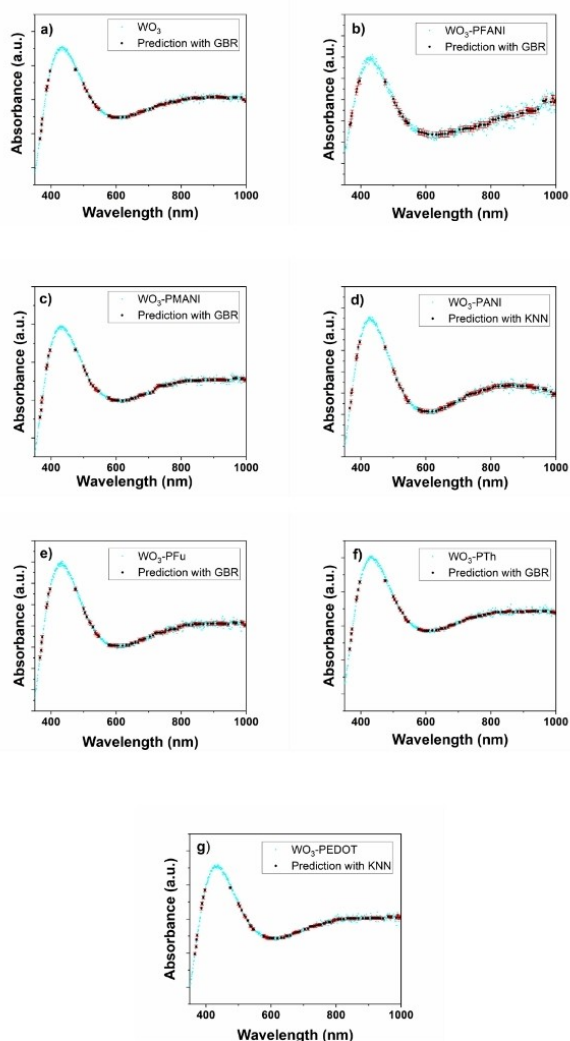 a)
WO₃
Prediction with GBR
Absorbance (a.u.)
400 600 800 1000
Wavelength (nm)
b)
WO₃-PFANI
Prediction with GBR
Absorbance (a.u.)
400 600 800 1000
Wavelength (nm)
c)
WO₃-PMANI
Prediction with GBR
Absorbance (a.u.)
400 600 800 1000
Wavelength (nm)
d)
WO₃-PANI
Prediction with KNN
Absorbance (a.u.)
400 600 800 1000
Wavelength (nm)
e)
WO₃-PFu
Prediction with GBR
Absorbance (a.u.)
400 600 800 1000
Wavelength (nm)
f)
WO₃-PTh
Prediction with GBR
Absorbance (a.u.)
400 600 800 1000
Wavelength (nm)
g)
WO₃-PEDOT
Prediction with KNN
Absorbance (a.u.)
400 600 800 1000
Wavelength (nm)